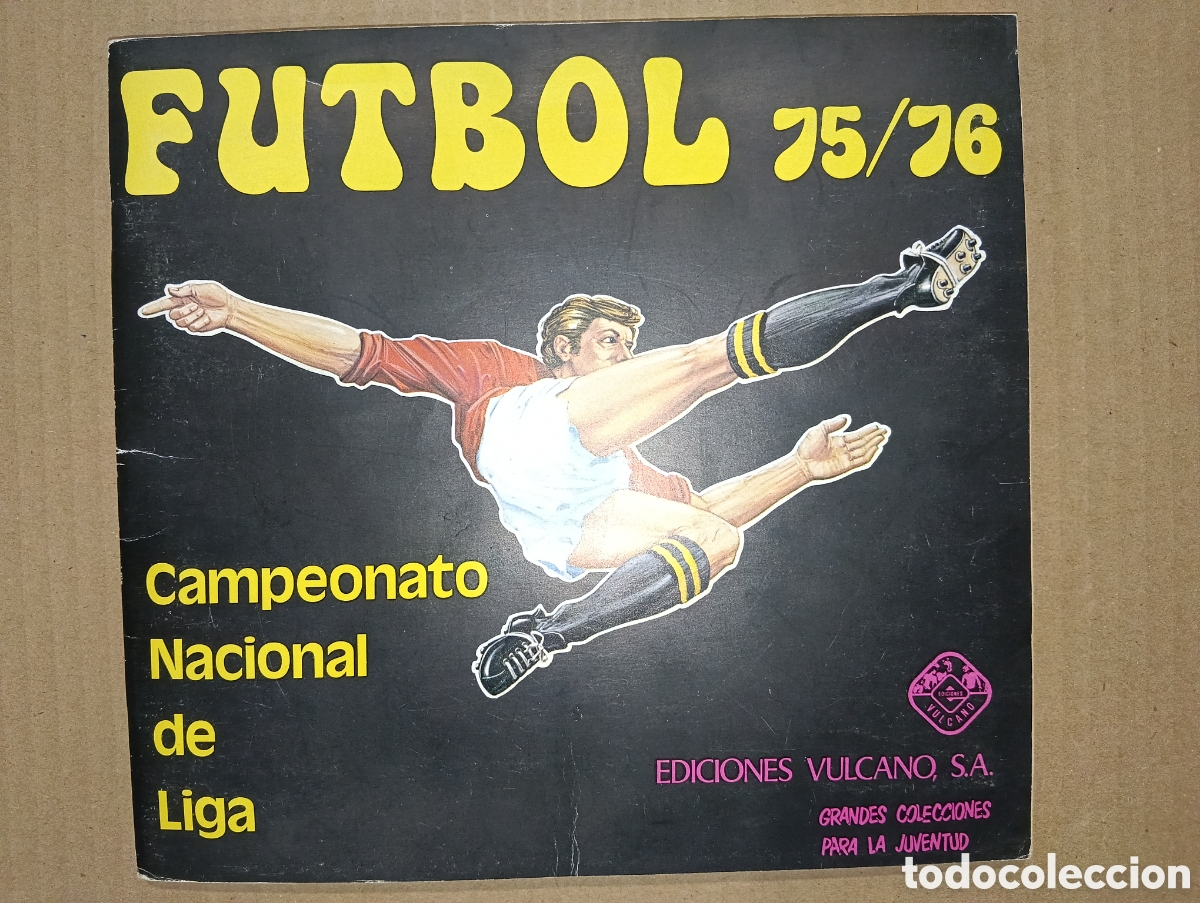 FUTBOL 75/76
Campeonato
Nacional
de
Liga
EDICIONES
VULCANO
EDICIONES VULCANO, S.A.
GRANDES COLECCIONES
PARA LA JUVENTUD
todocoleccion